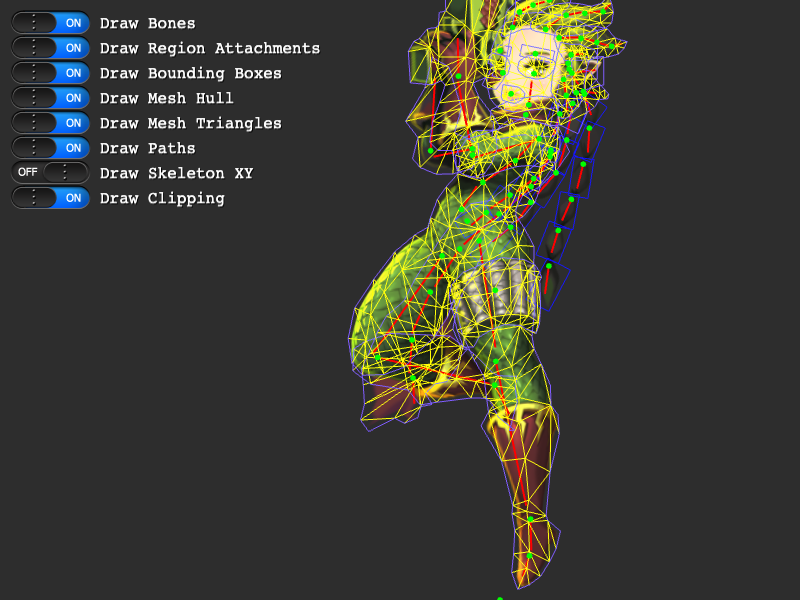 ON Draw Bones
ON Draw Region Attachments
ON Draw Bounding Boxes
ON Draw Mesh Hull
ON Draw Mesh Triangles
ON Draw Paths
OFF Draw Skeleton XY
ON Draw Clipping